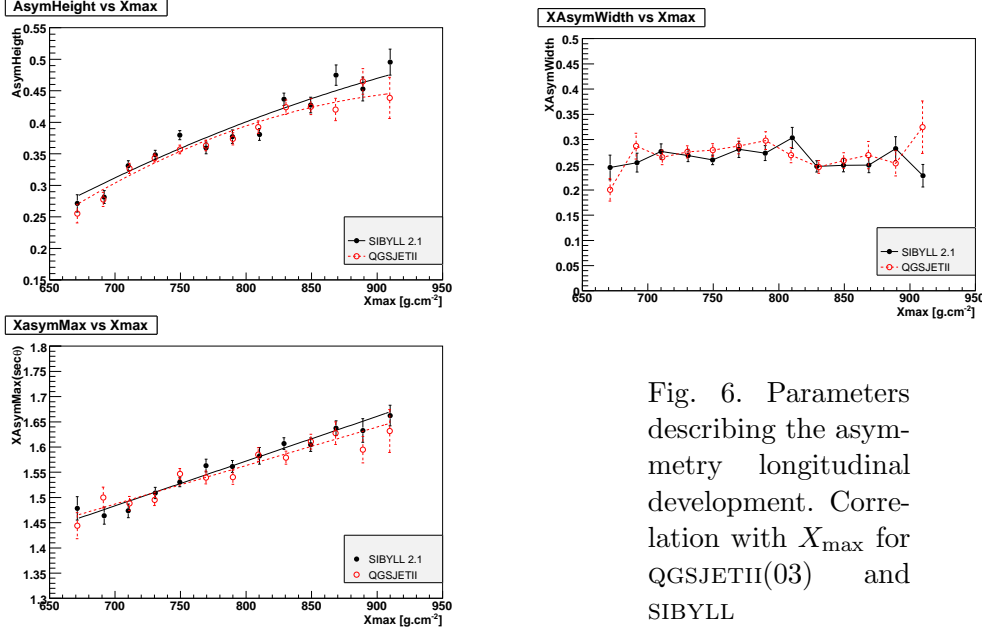 AsymHeight vs Xmax
AsymHeigth
0.55
0.5
0.45
0.4
0.35
0.3
0.25
0.2
0.15
650 700 750 800 850 900 950
Xmax [g.cm-2]
SIBYLL 2.1
QGSJETII
XAsymWidth vs Xmax
XAsymWidth
0.5
0.45
0.4
0.35
0.3
0.25
0.2
0.15
0.1
0.05
0
650 700 750 800 850 900 950
Xmax [g.cm-2]
SIBYLL 2.1
QGSJETII
XasymMax vs Xmax
XAsymMax(secθ)
1.8
1.75
1.7
1.65
1.6
1.55
1.5
1.45
1.4
1.35
1.3
650 700 750 800 850 900 950
Xmax [g.cm-2]
SIBYLL 2.1
QGSJETII
Fig. 6. Parameters
describing the asym-
metry longitudinal
development. Corre-
lation with Xmax for
QGSJETII(03) and
SIBYLL